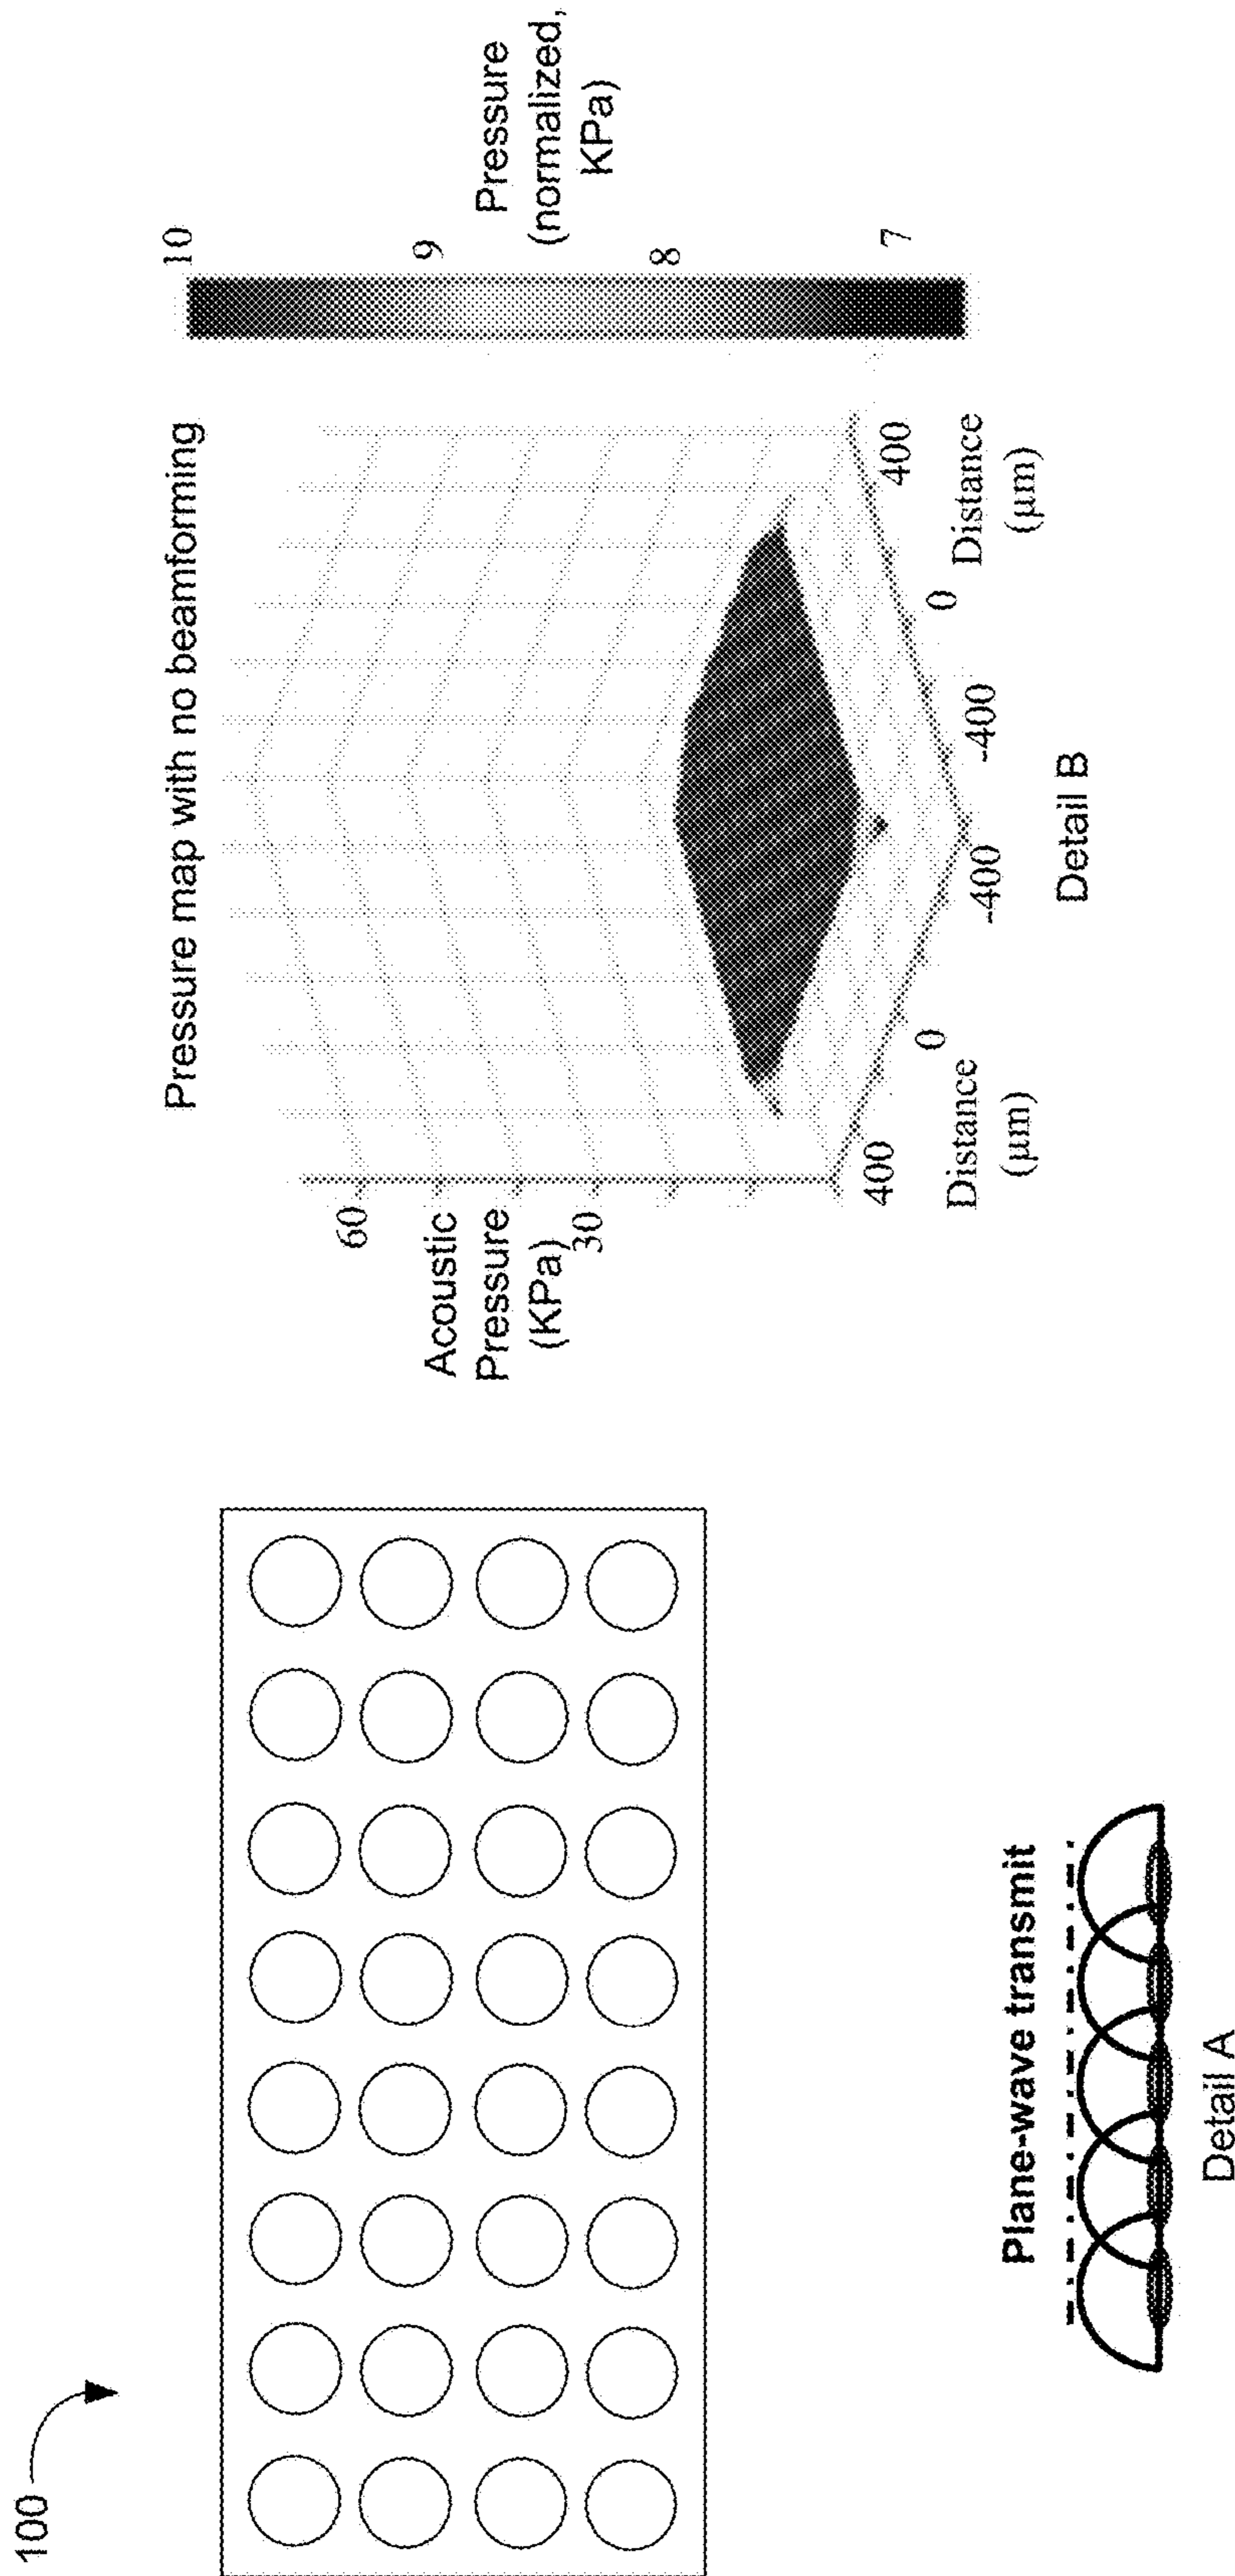 100
Plane-wave transmit
Detail A
Pressure map with no beamforming
60
Acoustic
Pressure
(KPa)
30
400
0
-400
Distance
(µm)
-400
0
400
Distance
(µm)
Detail B
10
9
8
7
Pressure
(normalized,
KPa)